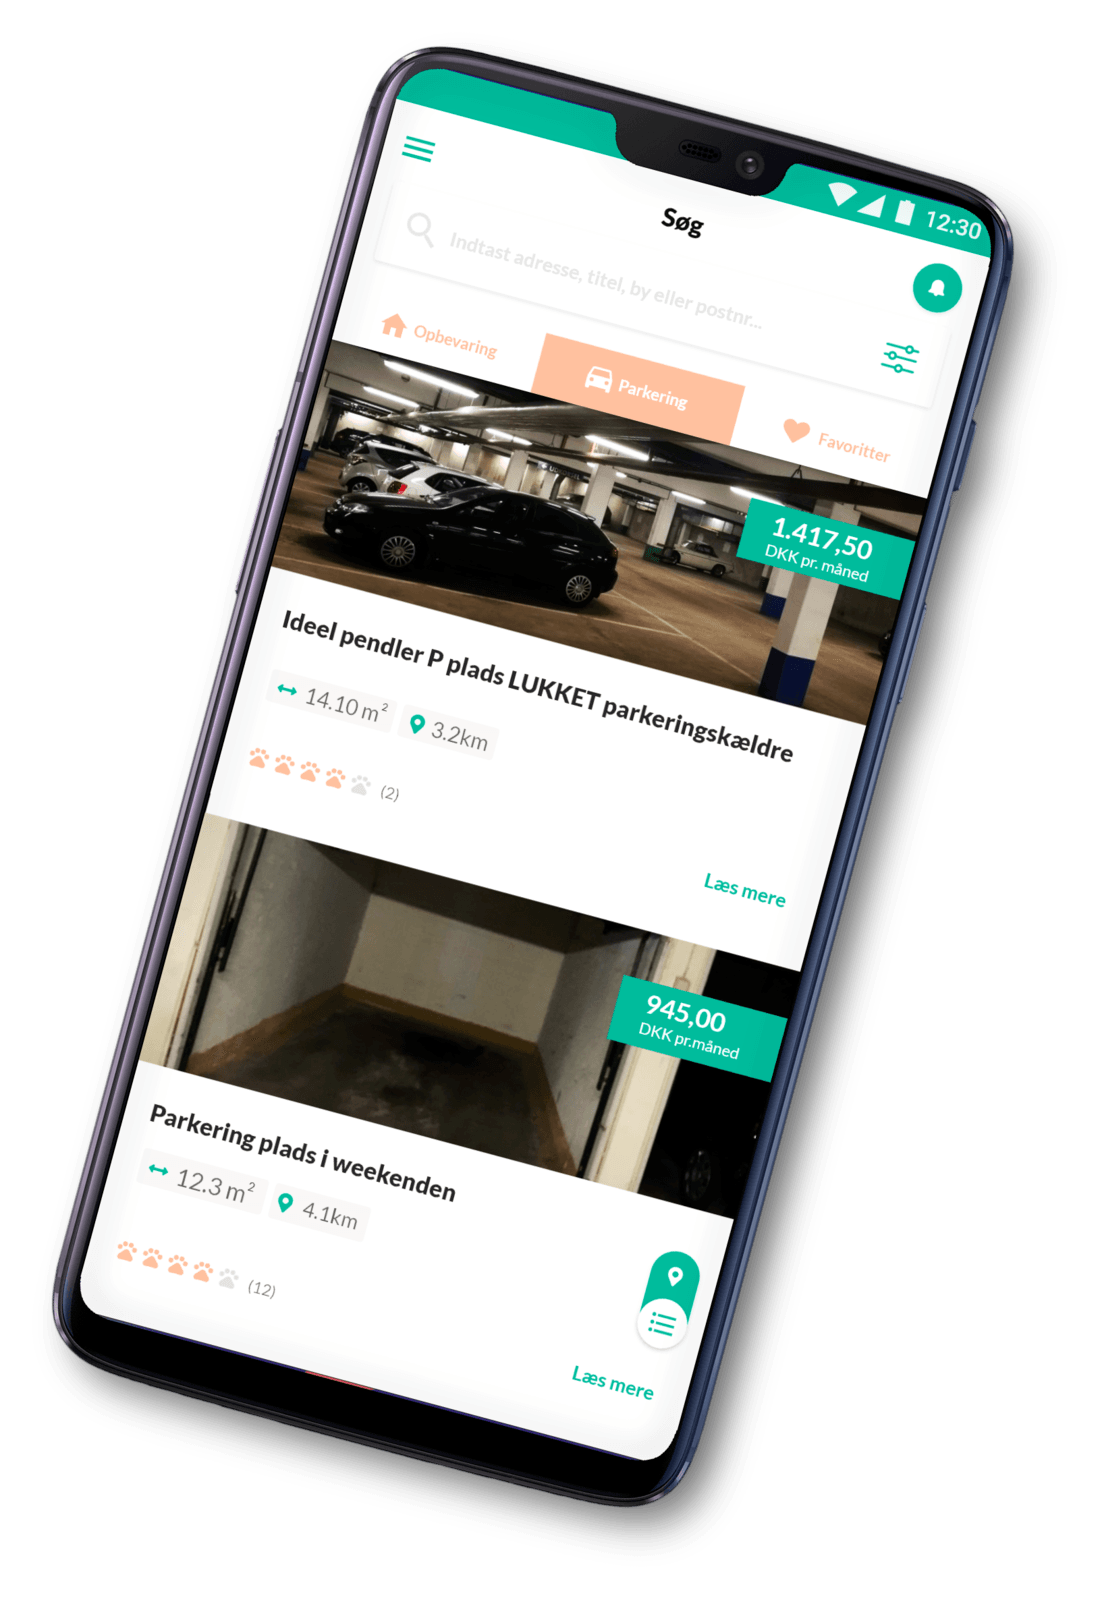 12:30
Søg
Indtast adresse, titel, by eller postnr...
Opbevaring
Parkering
Favoritter
1.417,50
DKK pr. måned
Ideel pendler P plads LUKKET parkeringskældre
14.10 m²
3.2km
(2)
Læs mere
945,00
DKK pr.måned
Parkering plads i weekenden
12.3 m²
4.1km
(12)
Læs mere